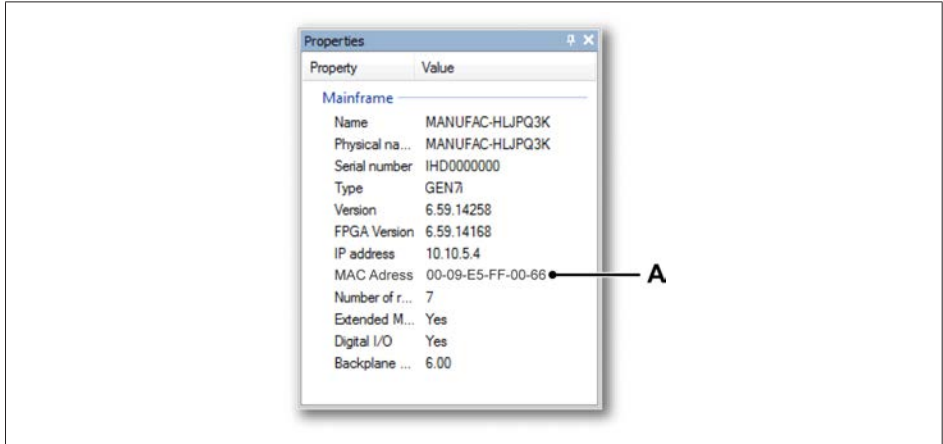 Properties
Property Value
Mainframe
Name MANUFAC-HLJPQ3K
Physical na... MANUFAC-HLJPQ3K
Serial number IHD0000000
Type GEN7i
Version 6.59.14258
FPGA Version 6.59.14168
IP address 10.10.5.4
MAC Adress 00-09-E5-FF-00-66 A
Number of r... 7
Extended M... Yes
Digital I/O Yes
Backplane ... 6.00